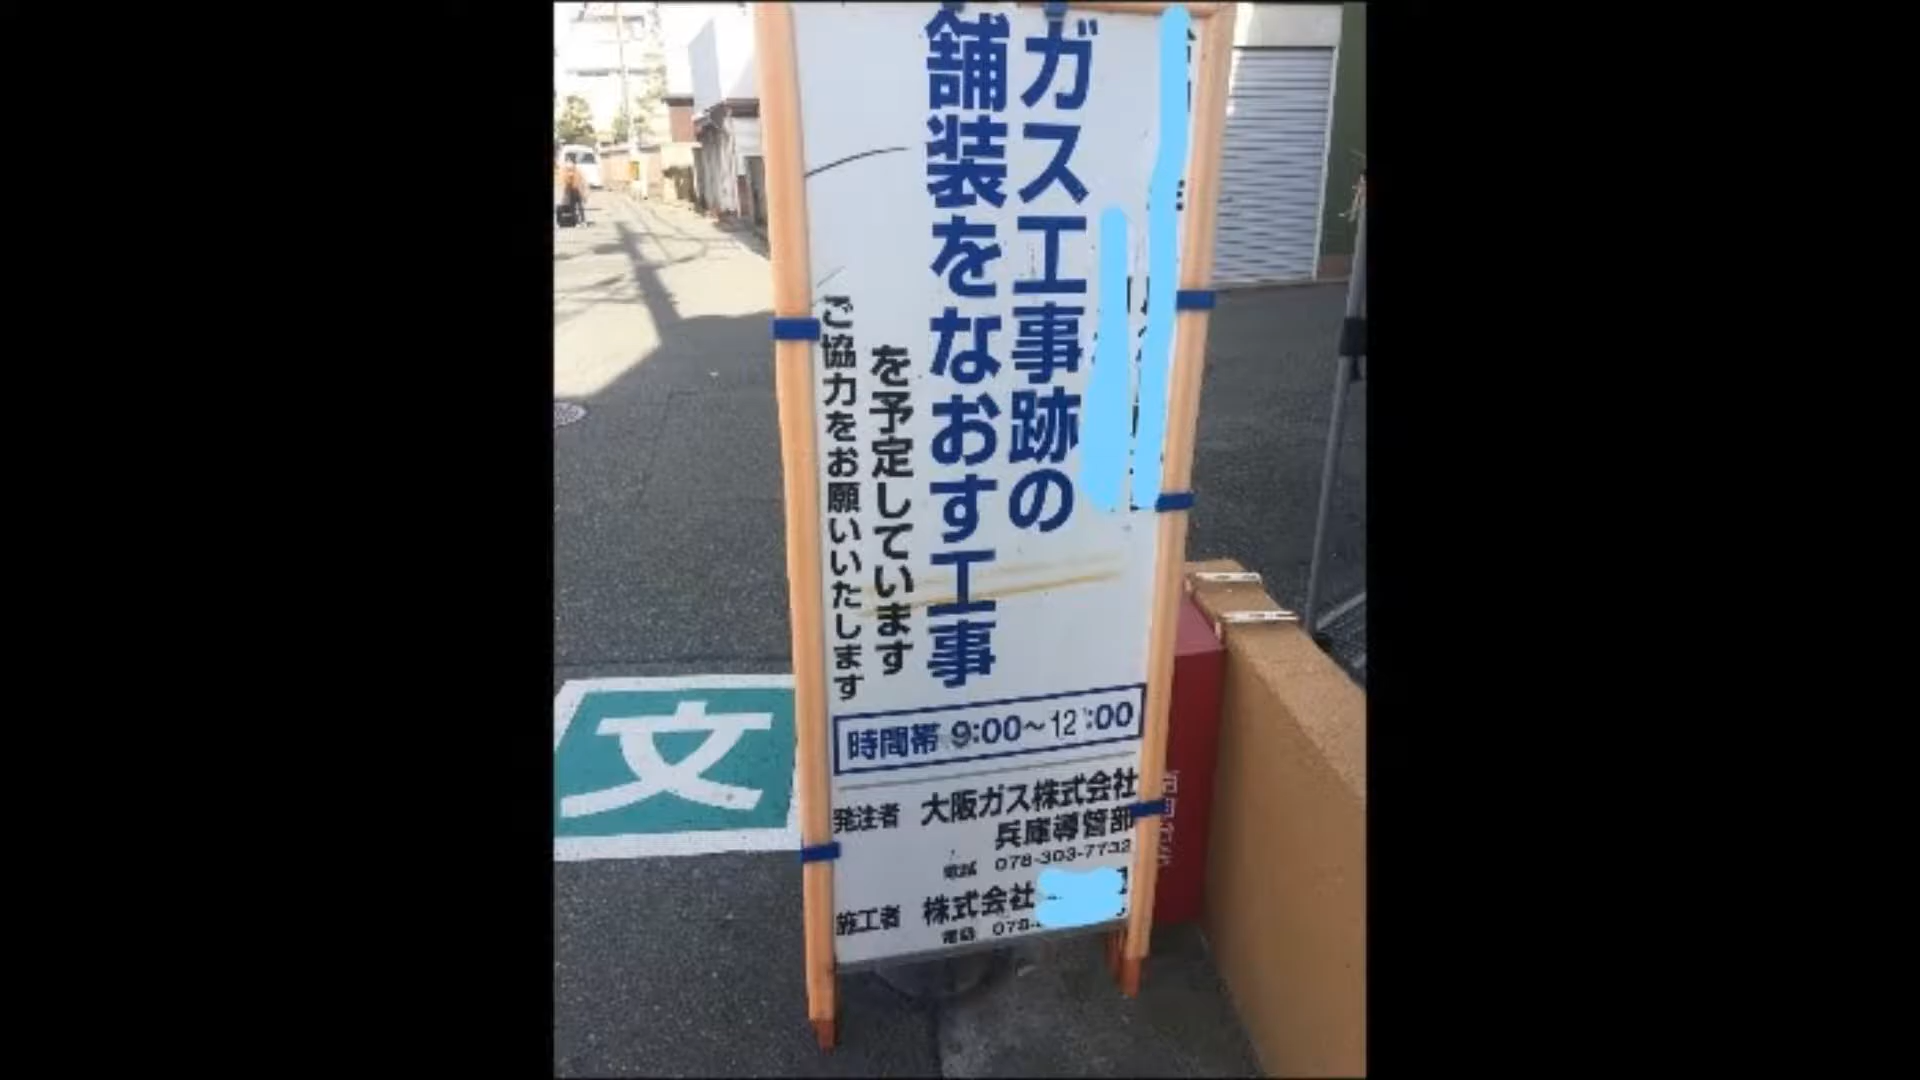 ガス工事跡の
舗装をなおす工事
を予定しています
ご協力をお願いいたします
時間帯 9:00～12:00
発注者 大阪ガス株式会社
兵庫導管部
電話 078-303-7732
施工者 株式会社
電話 078-
文